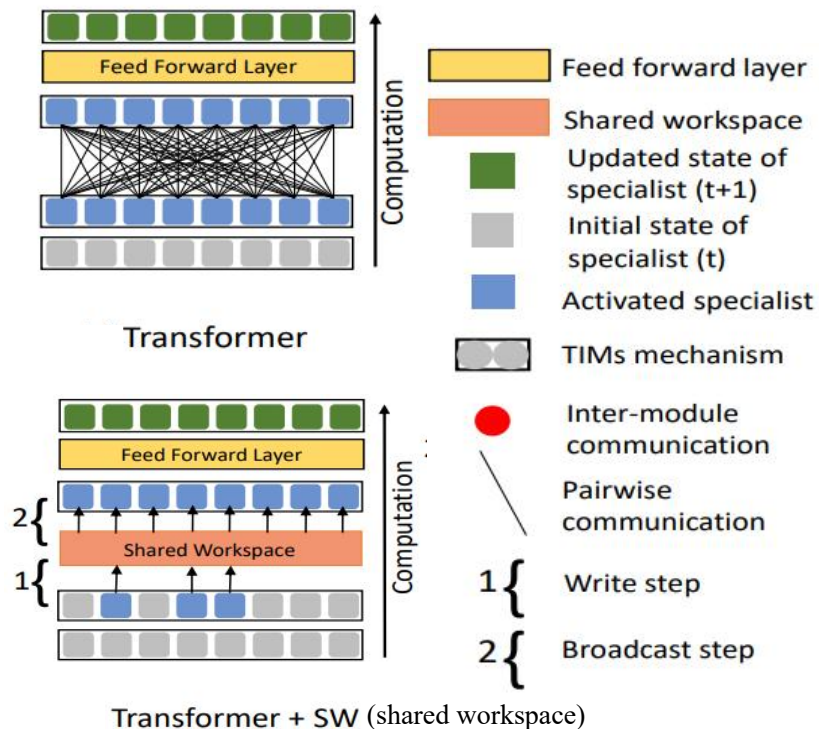 Feed Forward Layer
Computation
Transformer
Feed Forward Layer
2{
Shared Workspace
1{
Computation
Transformer + SW (shared workspace)
Feed forward layer
Shared workspace
Updated state of
specialist (t+1)
Initial state of
specialist (t)
Activated specialist
TIMs mechanism
Inter-module
communication
Pairwise
communication
1{ Write step
2{ Broadcast step